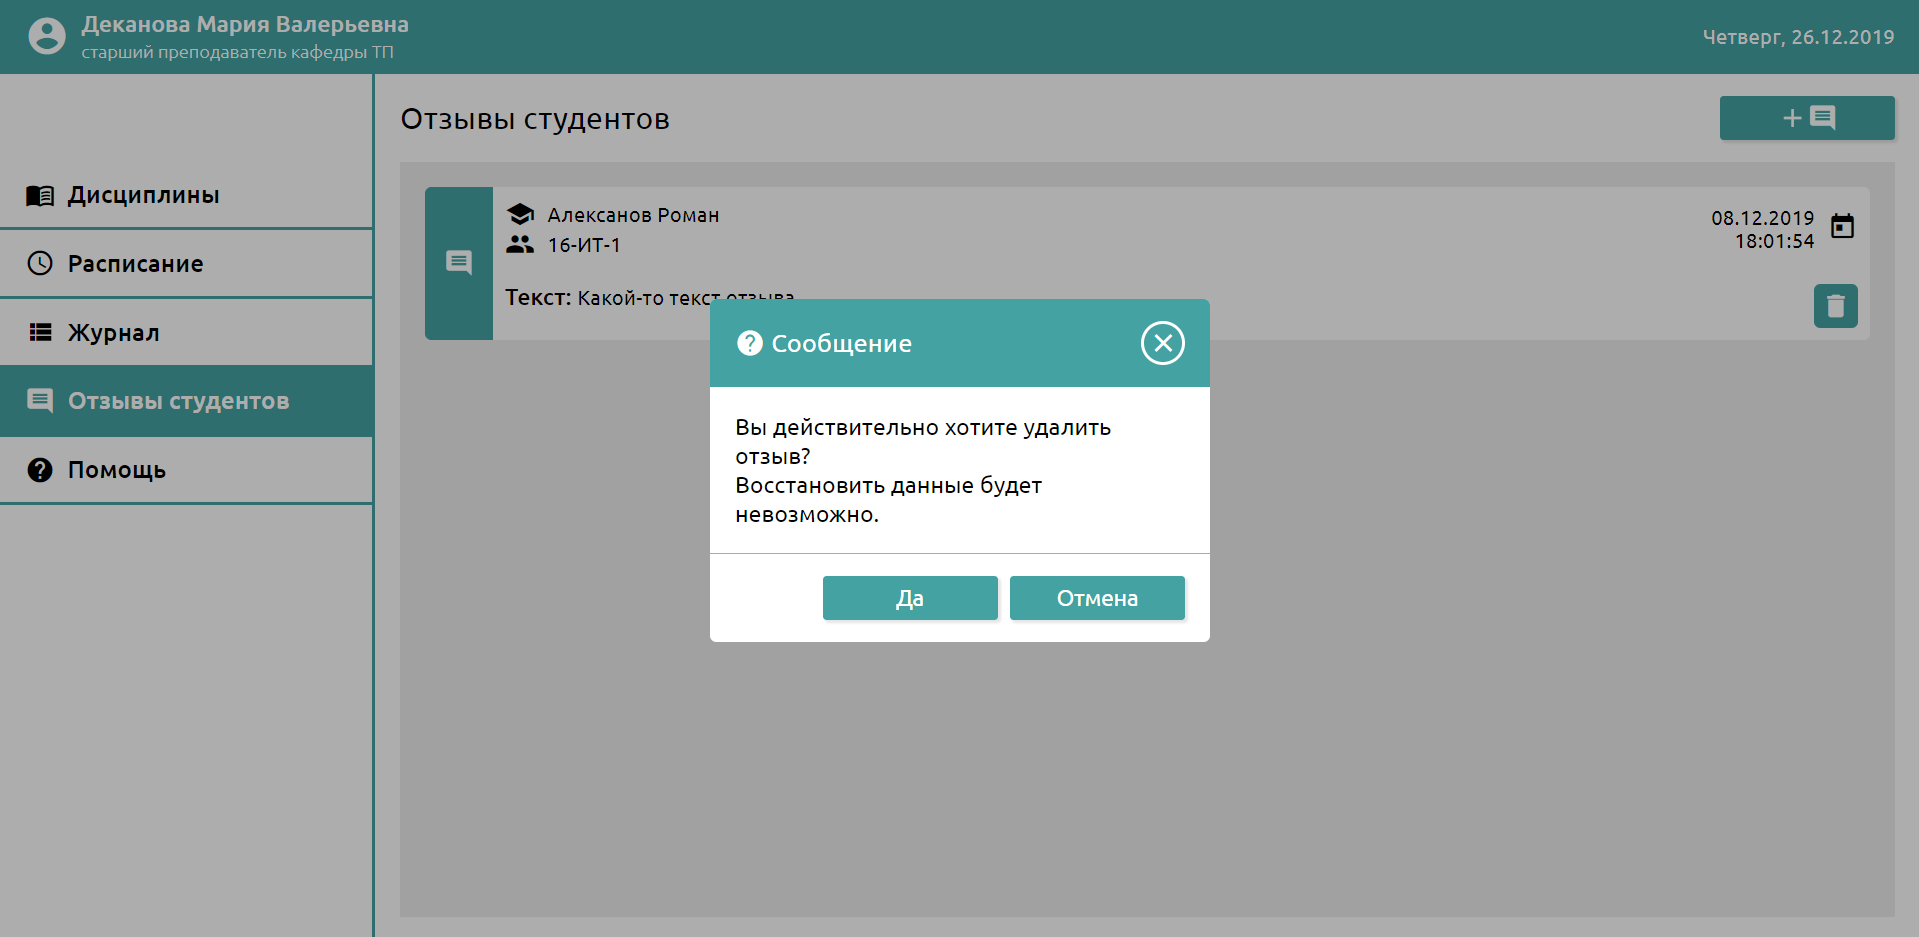 Деканова Мария Валерьевна
старший преподаватель кафедры ТП
Четверг, 26.12.2019
Дисциплины
Расписание
Журнал
Отзывы студентов
Помощь
Отзывы студентов
Алексанов Роман
16-ИТ-1
08.12.2019
18:01:54
Текст: Какой-то текст отзыва
Сообщение
Вы действительно хотите удалить
отзыв?
Восстановить данные будет
невозможно.
Да
Отмена